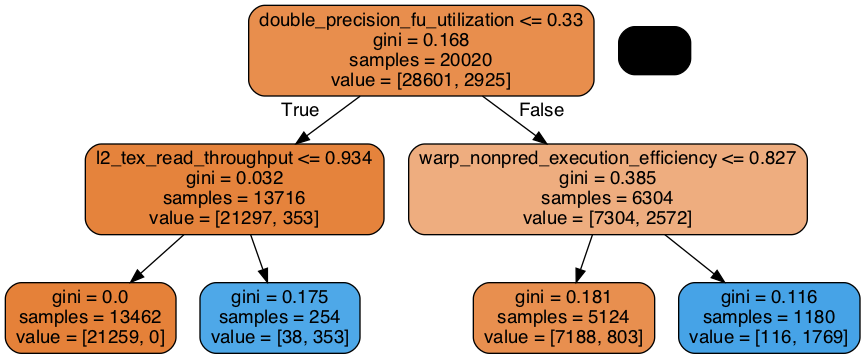 double_precision_fu_utilization <= 0.33
gini = 0.168
samples = 20020
value = [28601, 2925]
True
False
l2_tex_read_throughput <= 0.934
gini = 0.032
samples = 13716
value = [21297, 353]
warp_nonpred_execution_efficiency <= 0.827
gini = 0.385
samples = 6304
value = [7304, 2572]
gini = 0.0
samples = 13462
value = [21259, 0]
gini = 0.175
samples = 254
value = [38, 353]
gini = 0.181
samples = 5124
value = [7188, 803]
gini = 0.116
samples = 1180
value = [116, 1769]